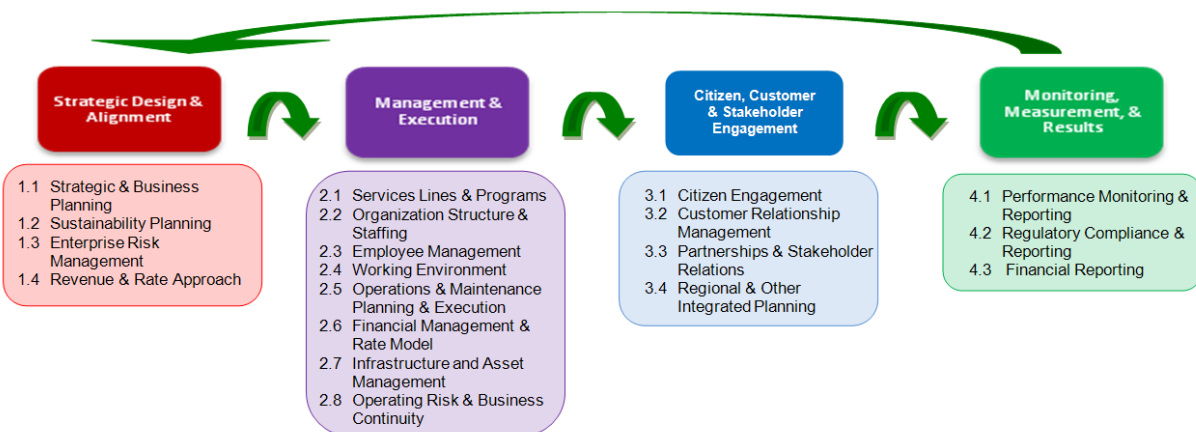 Strategic Design &
Alignment
Management &
Execution
Citizen, Customer
& Stakeholder
Engagement
Monitoring,
Measurement, &
Results
1.1 Strategic & Business
Planning
1.2 Sustainability Planning
1.3 Enterprise Risk
Management
1.4 Revenue & Rate Approach
2.1 Services Lines & Programs
2.2 Organization Structure &
Staffing
2.3 Employee Management
2.4 Working Environment
2.5 Operations & Maintenance
Planning & Execution
2.6 Financial Management &
Rate Model
2.7 Infrastructure and Asset
Management
2.8 Operating Risk & Business
Continuity
3.1 Citizen Engagement
3.2 Customer Relationship
Management
3.3 Partnerships & Stakeholder
Relations
3.4 Regional & Other
Integrated Planning
4.1 Performance Monitoring &
Reporting
4.2 Regulatory Compliance &
Reporting
4.3 Financial Reporting